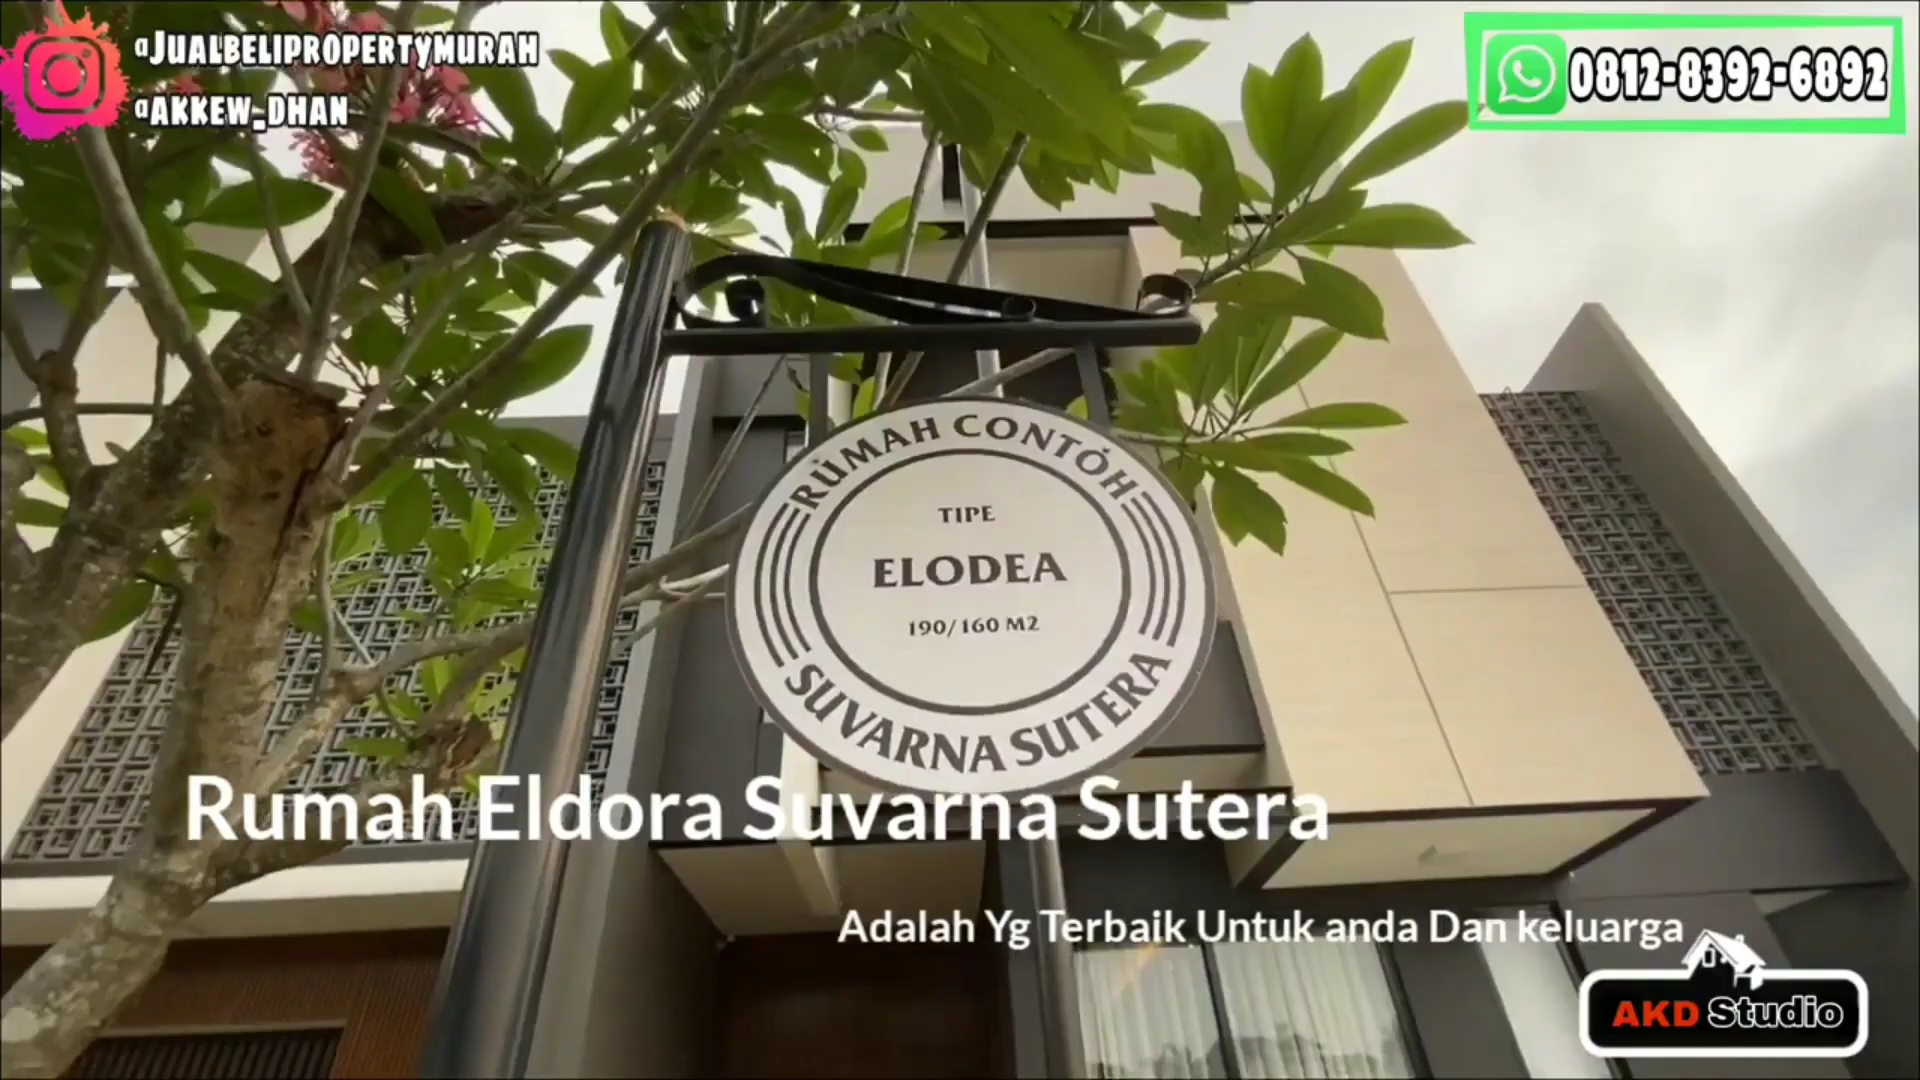 @Jualbelipropertymurah
@akkew_dhan
0812-8392-6892
RUMAH CONTOH
TIPE
ELODEA
190/160 M2
SUVARNA SUTERA
Rumah Eldora Suvarna Sutera
Adalah Yg Terbaik Untuk anda Dan keluarga
AKD Studio